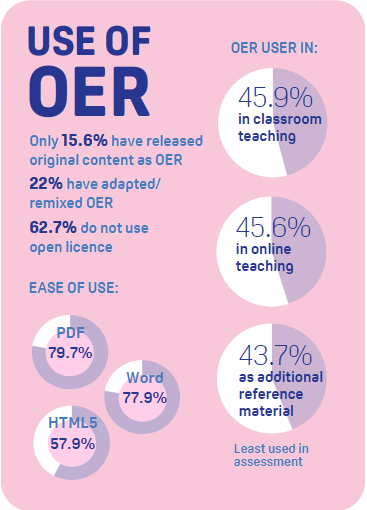 USE OF
OER
Only 15.6% have released
original content as OER
22% have adapted/
remixed OER
62.7% do not use
open licence
EASE OF USE:
PDF
79.7%
Word
77.9%
HTML5
57.9%
OER USER IN:
45.9%
in classroom
teaching
45.6%
in online
teaching
43.7%
as additional
reference
material
Least used in
assessment